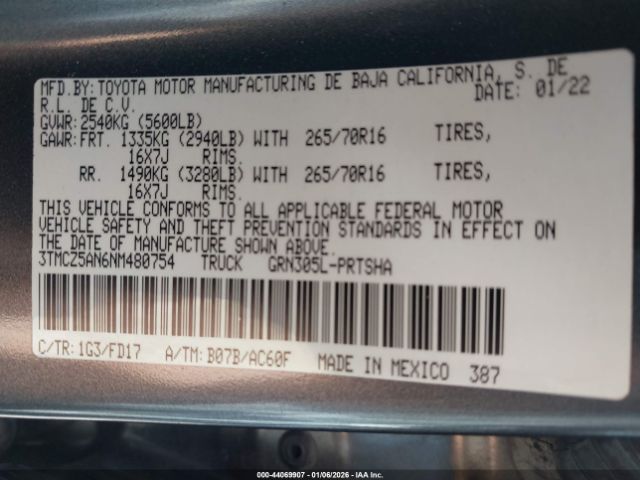 MFD.BY: TOYOTA MOTOR MANUFACTURING DE BAJA CALIFORNIA, S. DE
R.L. DE C.V. DATE: 01/22
GVWR: 2540KG (5600LB)
GAWR: FRT. 1335KG (2940LB) WITH 265/70R16 TIRES,
16X7J RIMS.
RR. 1490KG (3280LB) WITH 265/70R16 TIRES,
16X7J RIMS.
THIS VEHICLE CONFORMS TO ALL APPLICABLE FEDERAL MOTOR
VEHICLE SAFETY AND THEFT PREVENTION STANDARDS IN EFFECT ON
THE DATE OF MANUFACTURE SHOWN ABOVE.
3TMCZ5AN6NM480754 TRUCK GRN305L-PRTSHA
C/TR: 1G3/FD17 A/TM: B07B/AC60F MADE IN MEXICO 387
000-44069907 - 01/06/2026 - IAA Inc.